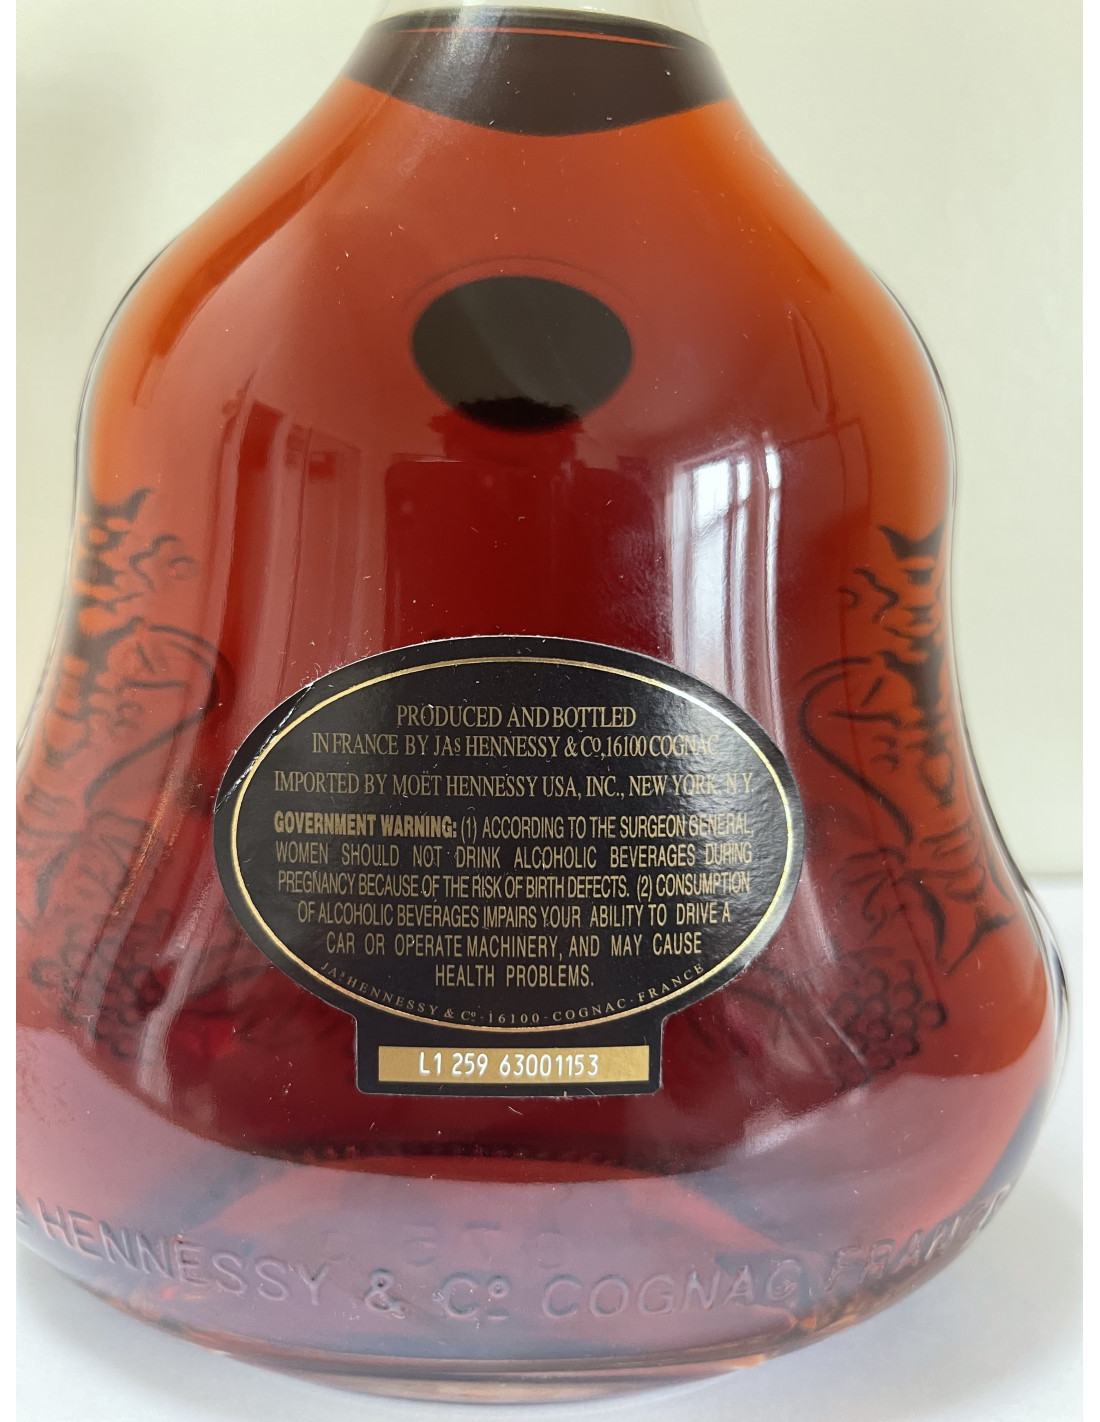 PRODUCED AND BOTTLED
IN FRANCE BY JAs HENNESSY & Cº, 16100 COGNAC
IMPORTED BY MOËT HENNESSY USA, INC., NEW YORK N.Y.
GOVERNMENT WARNING: (1) ACCORDING TO THE SURGEON GENERAL,
WOMEN SHOULD NOT DRINK ALCOHOLIC BEVERAGES DURING
PREGNANCY BECAUSE OF THE RISK OF BIRTH DEFECTS. (2) CONSUMPTION
OF ALCOHOLIC BEVERAGES IMPAIRS YOUR ABILITY TO DRIVE A
CAR OR OPERATE MACHINERY, AND MAY CAUSE
HEALTH PROBLEMS.
JAS HENNESSY & Cº · 16100 - COGNAC - FRANCE
L1 259 63001153
HENNESSY & Cº COGNAC FRANCE